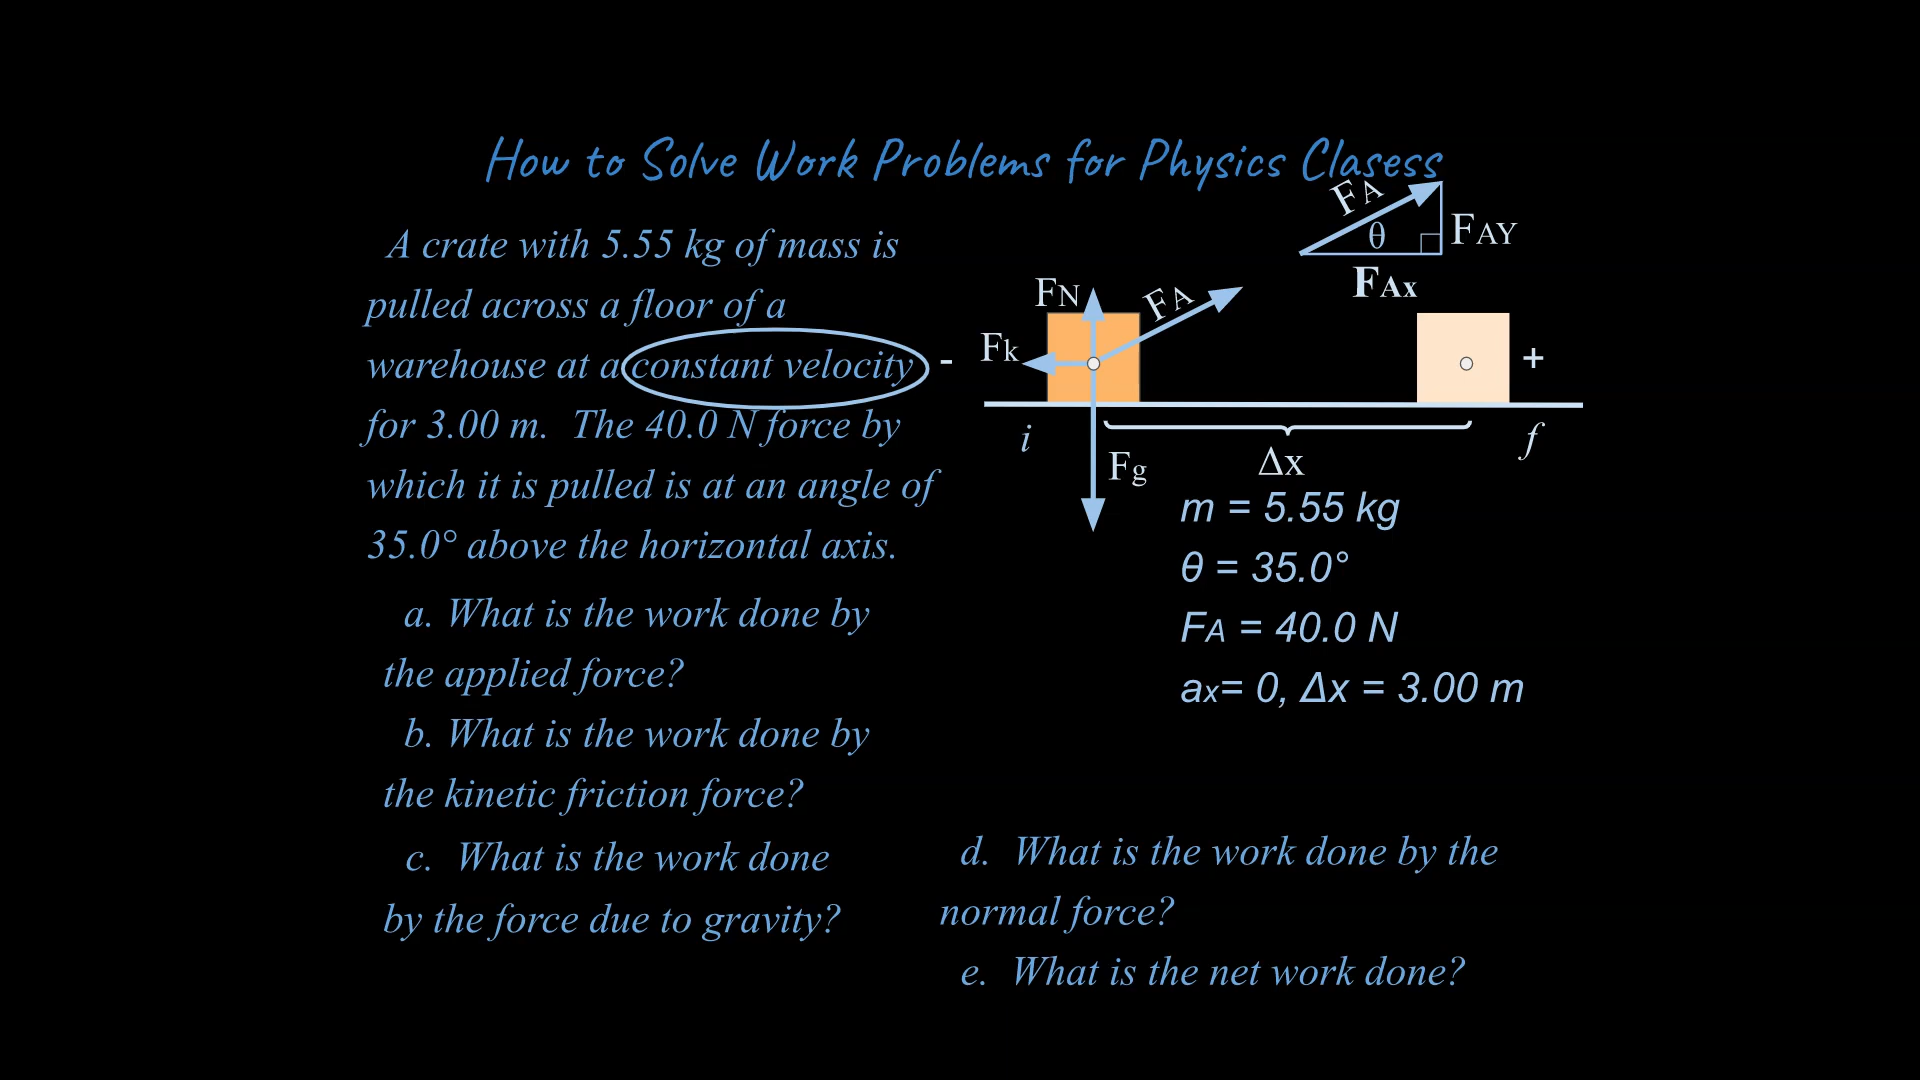 How to Solve Work Problems for Physics Clasess
A crate with 5.55 kg of mass is
pulled across a floor of a
warehouse at a constant velocity
for 3.00 m.  The 40.0 N force by
which it is pulled is at an angle of
35.0° above the horizontal axis.
a. What is the work done by
the applied force?
b. What is the work done by
the kinetic friction force?
c.  What is the work done
by the force due to gravity?
FA
θ
FAY
FAx
FN
FA
Fk
-
+
i
f
Fg
Δx
m = 5.55 kg
θ = 35.0°
FA = 40.0 N
ax= 0, Δx = 3.00 m
d.  What is the work done by the
normal force?
e.  What is the net work done?